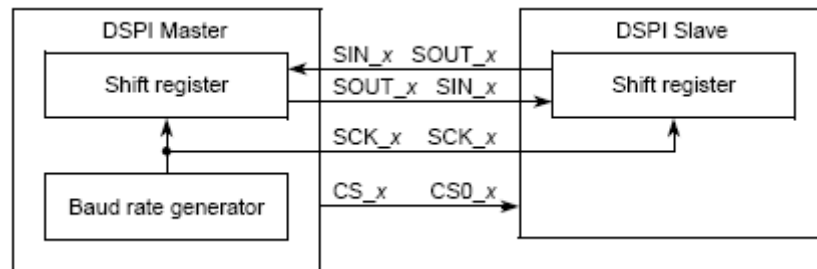 DSPI Master
DSPI Slave
SIN_x SOUT_x
Shift register
Shift register
SOUT_x SIN_x
SCK_x SCK_x
Baud rate generator
CS_x CS0_x